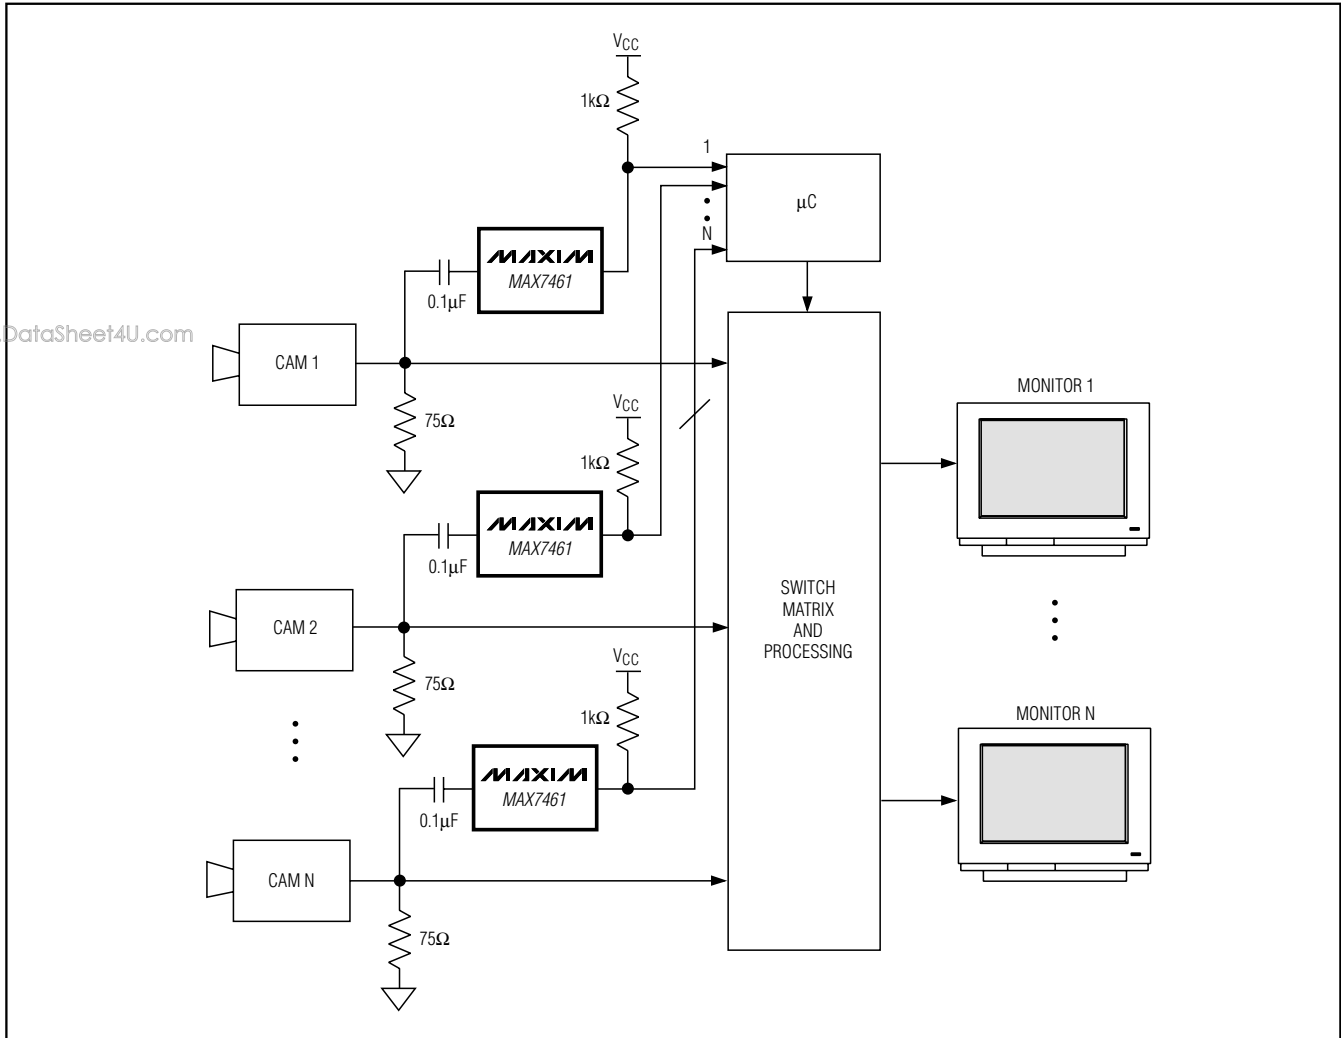 VCC
1kΩ
1
μC
N
MAXIM
MAX7461
0.1μF
.DataSheet4U.com
CAM 1
75Ω
MONITOR 1
VCC
1kΩ
MAXIM
MAX7461
0.1μF
CAM 2
75Ω
SWITCH
MATRIX
AND
PROCESSING
VCC
1kΩ
MONITOR N
MAXIM
MAX7461
0.1μF
CAM N
75Ω